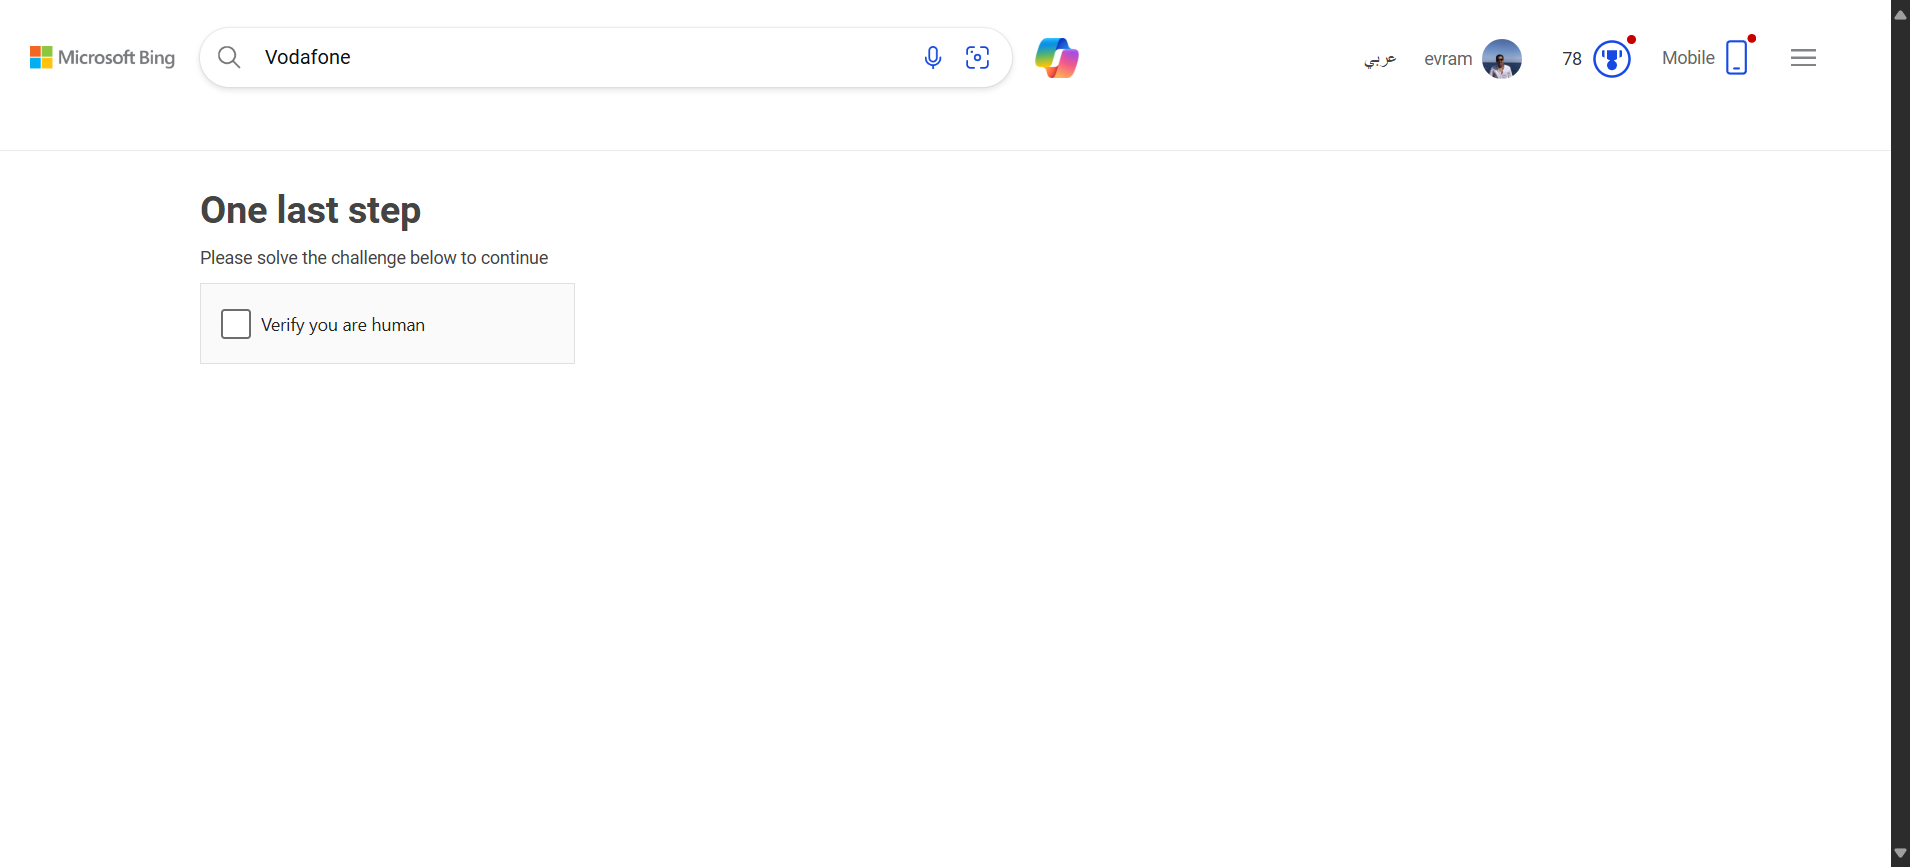 Microsoft Bing
Vodafone
عربي
evram
78
Mobile
One last step
Please solve the challenge below to continue
Verify you are human